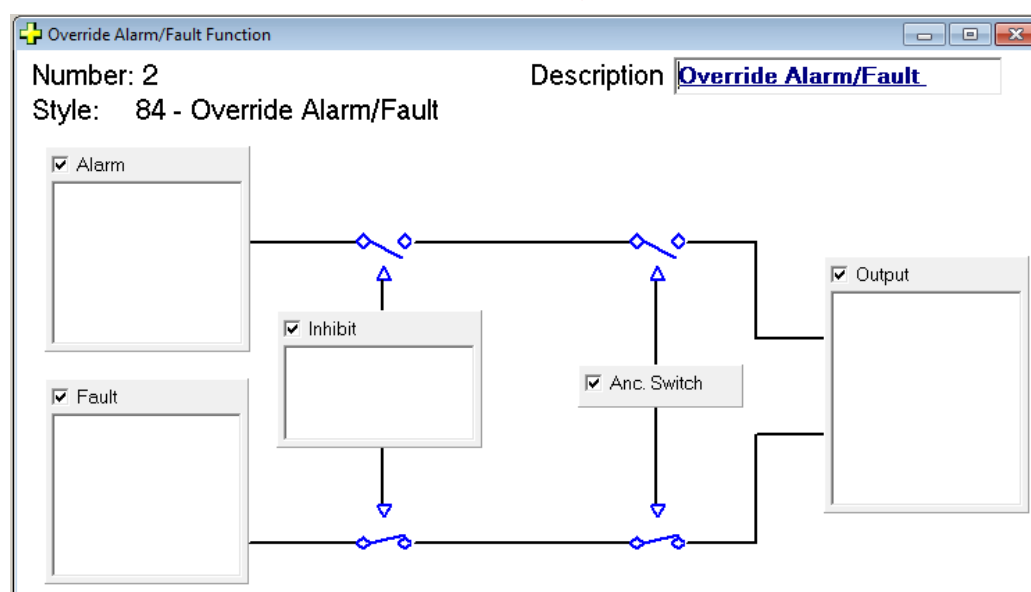 Override Alarm/Fault Function
Number: 2
Description Override Alarm/Fault
Style: 84 - Override Alarm/Fault
Alarm
Output
Inhibit
Anc. Switch
Fault